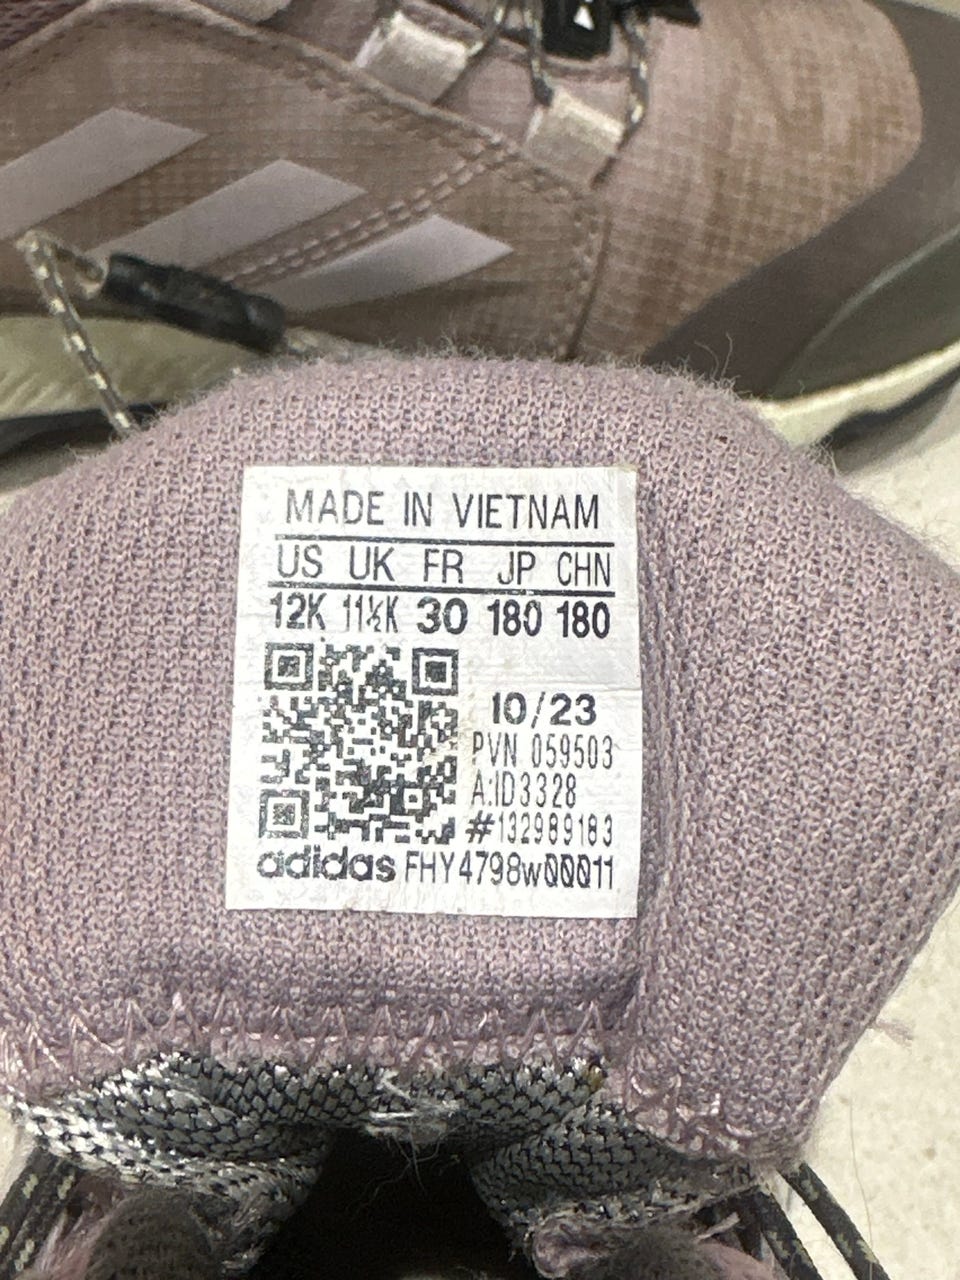 MADE IN VIETNAM
US UK FR JP CHN
12K 11½K 30 180 180
10/23
PVN 059503
A:ID3328
#132989183
adidas FHY4798w00011